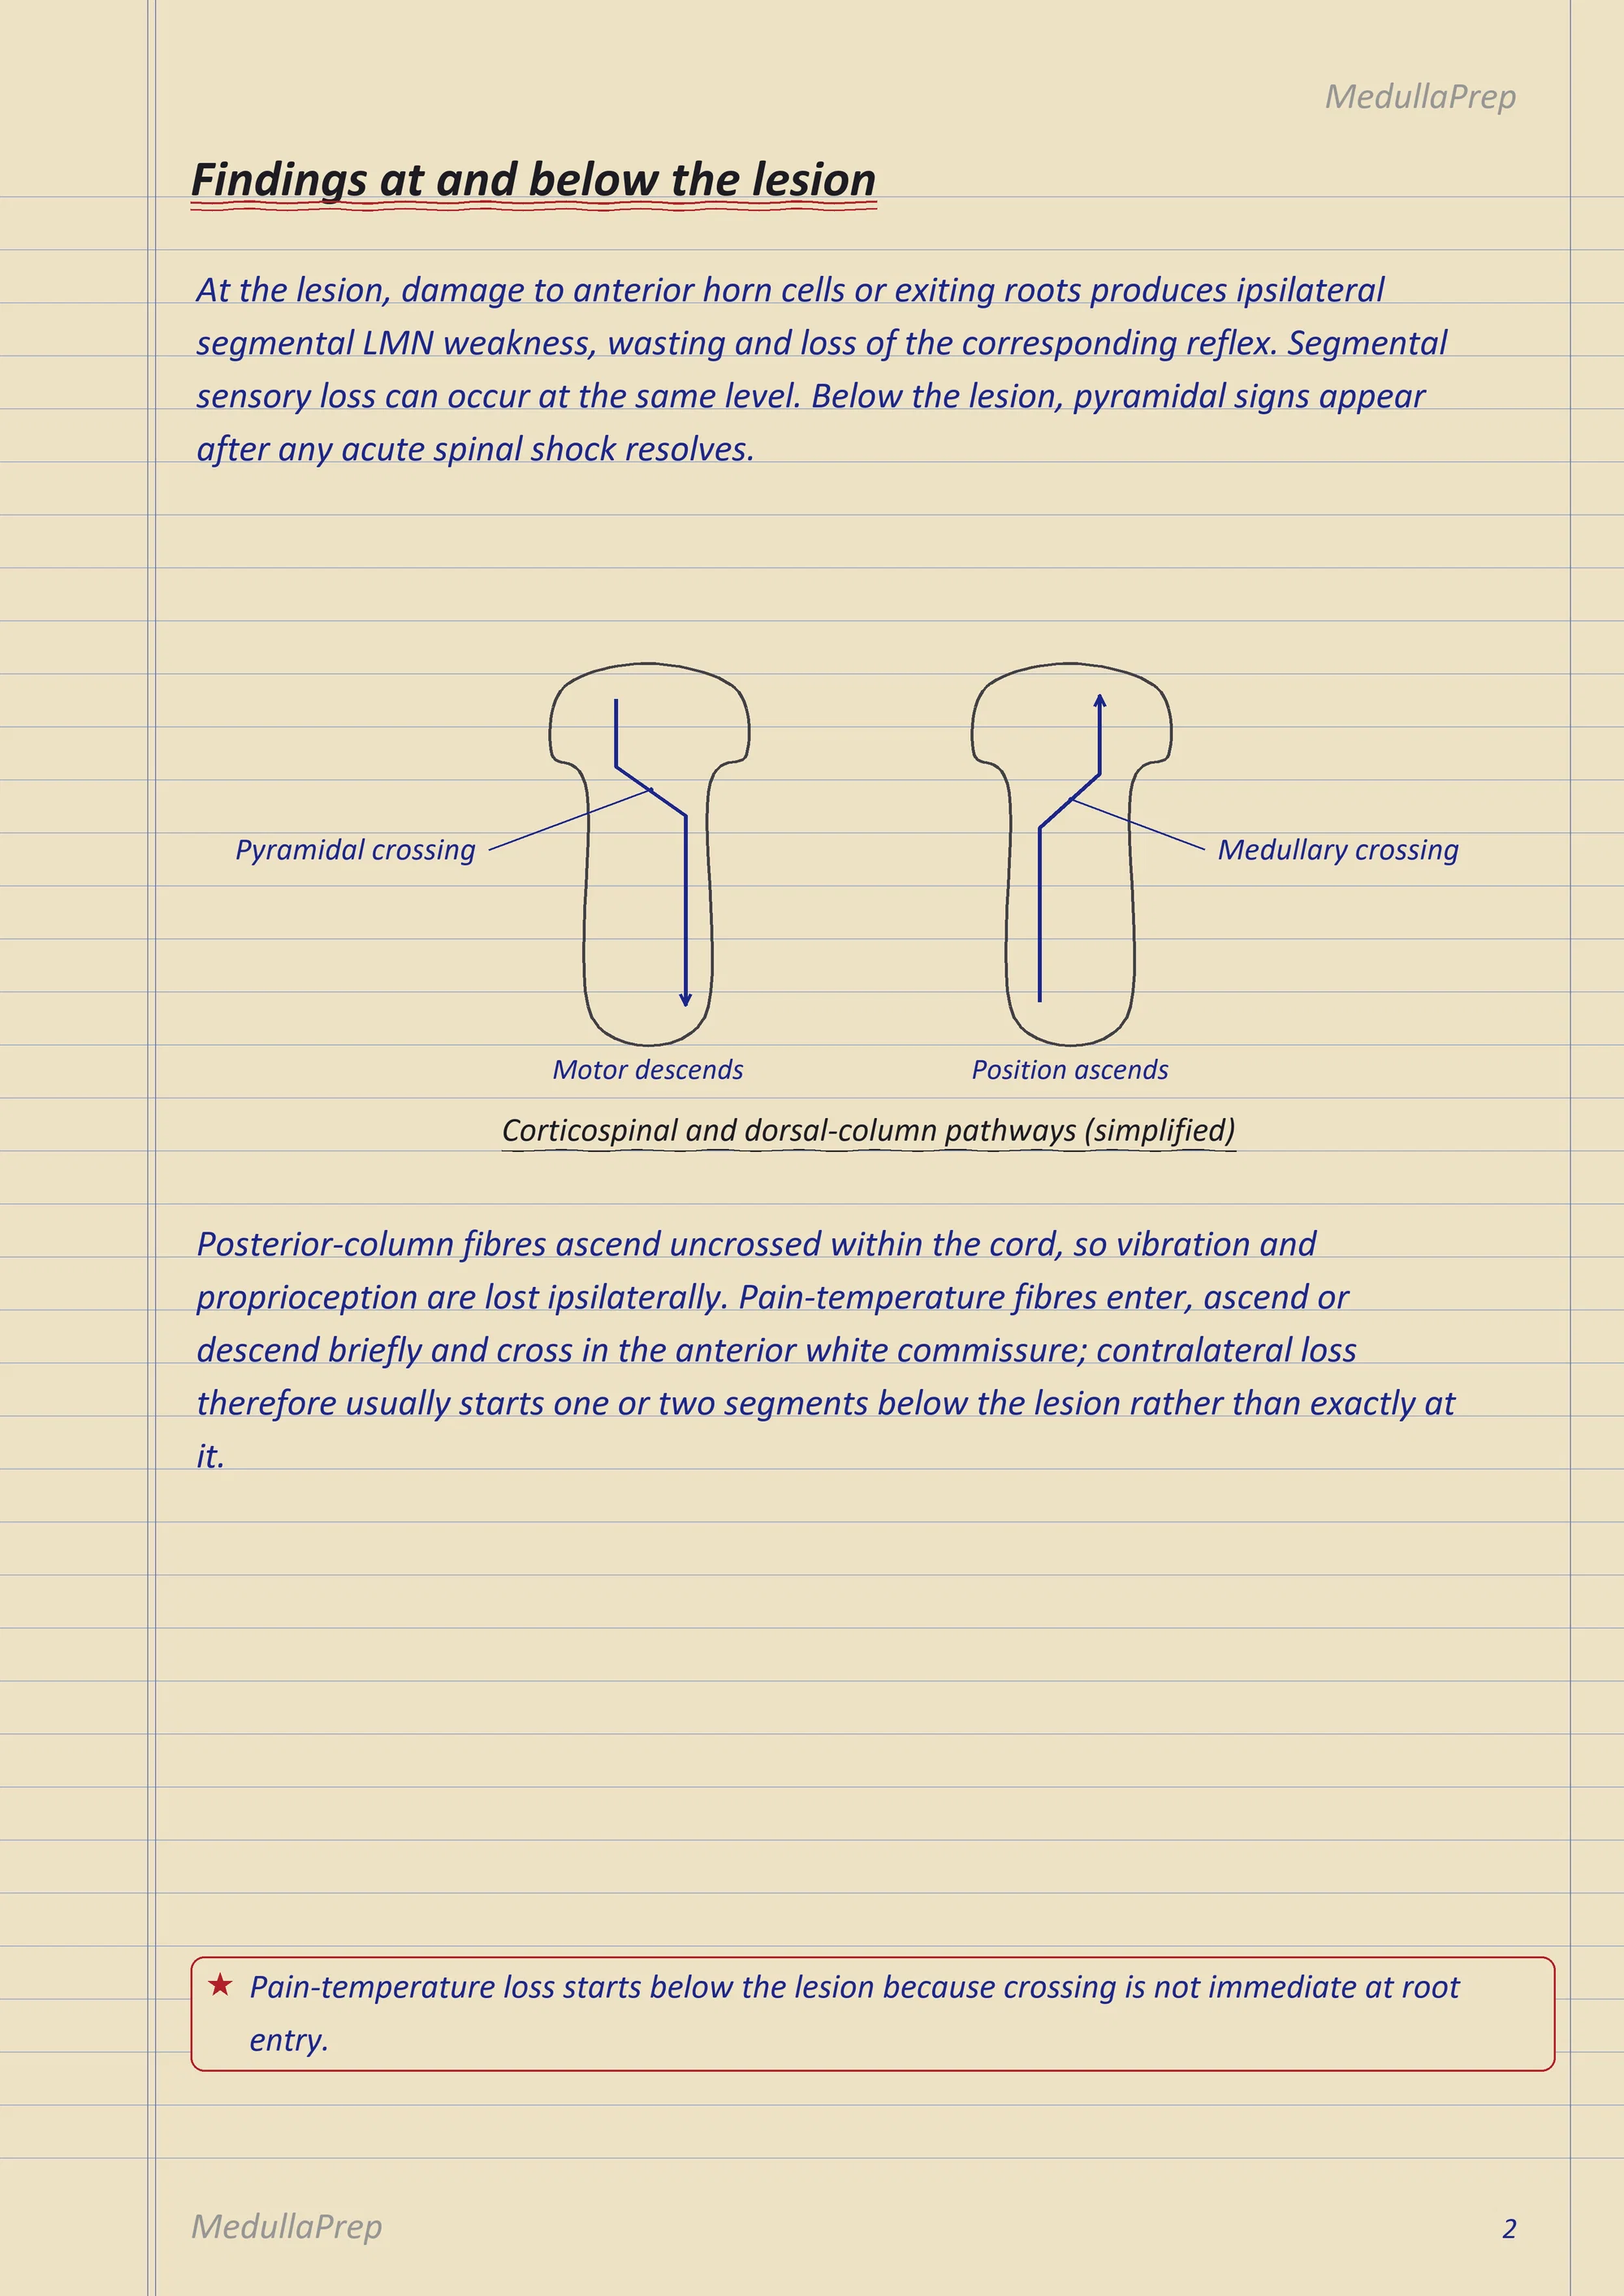 MedullaPrep
Findings at and below the lesion
At the lesion, damage to anterior horn cells or exiting roots produces ipsilateral
segmental LMN weakness, wasting and loss of the corresponding reflex. Segmental
sensory loss can occur at the same level. Below the lesion, pyramidal signs appear
after any acute spinal shock resolves.
Pyramidal crossing
Medullary crossing
Motor descends
Position ascends
Corticospinal and dorsal-column pathways (simplified)
Posterior-column fibres ascend uncrossed within the cord, so vibration and
proprioception are lost ipsilaterally. Pain-temperature fibres enter, ascend or
descend briefly and cross in the anterior white commissure; contralateral loss
therefore usually starts one or two segments below the lesion rather than exactly at
it.
★ Pain-temperature loss starts below the lesion because crossing is not immediate at root
entry.
MedullaPrep
2